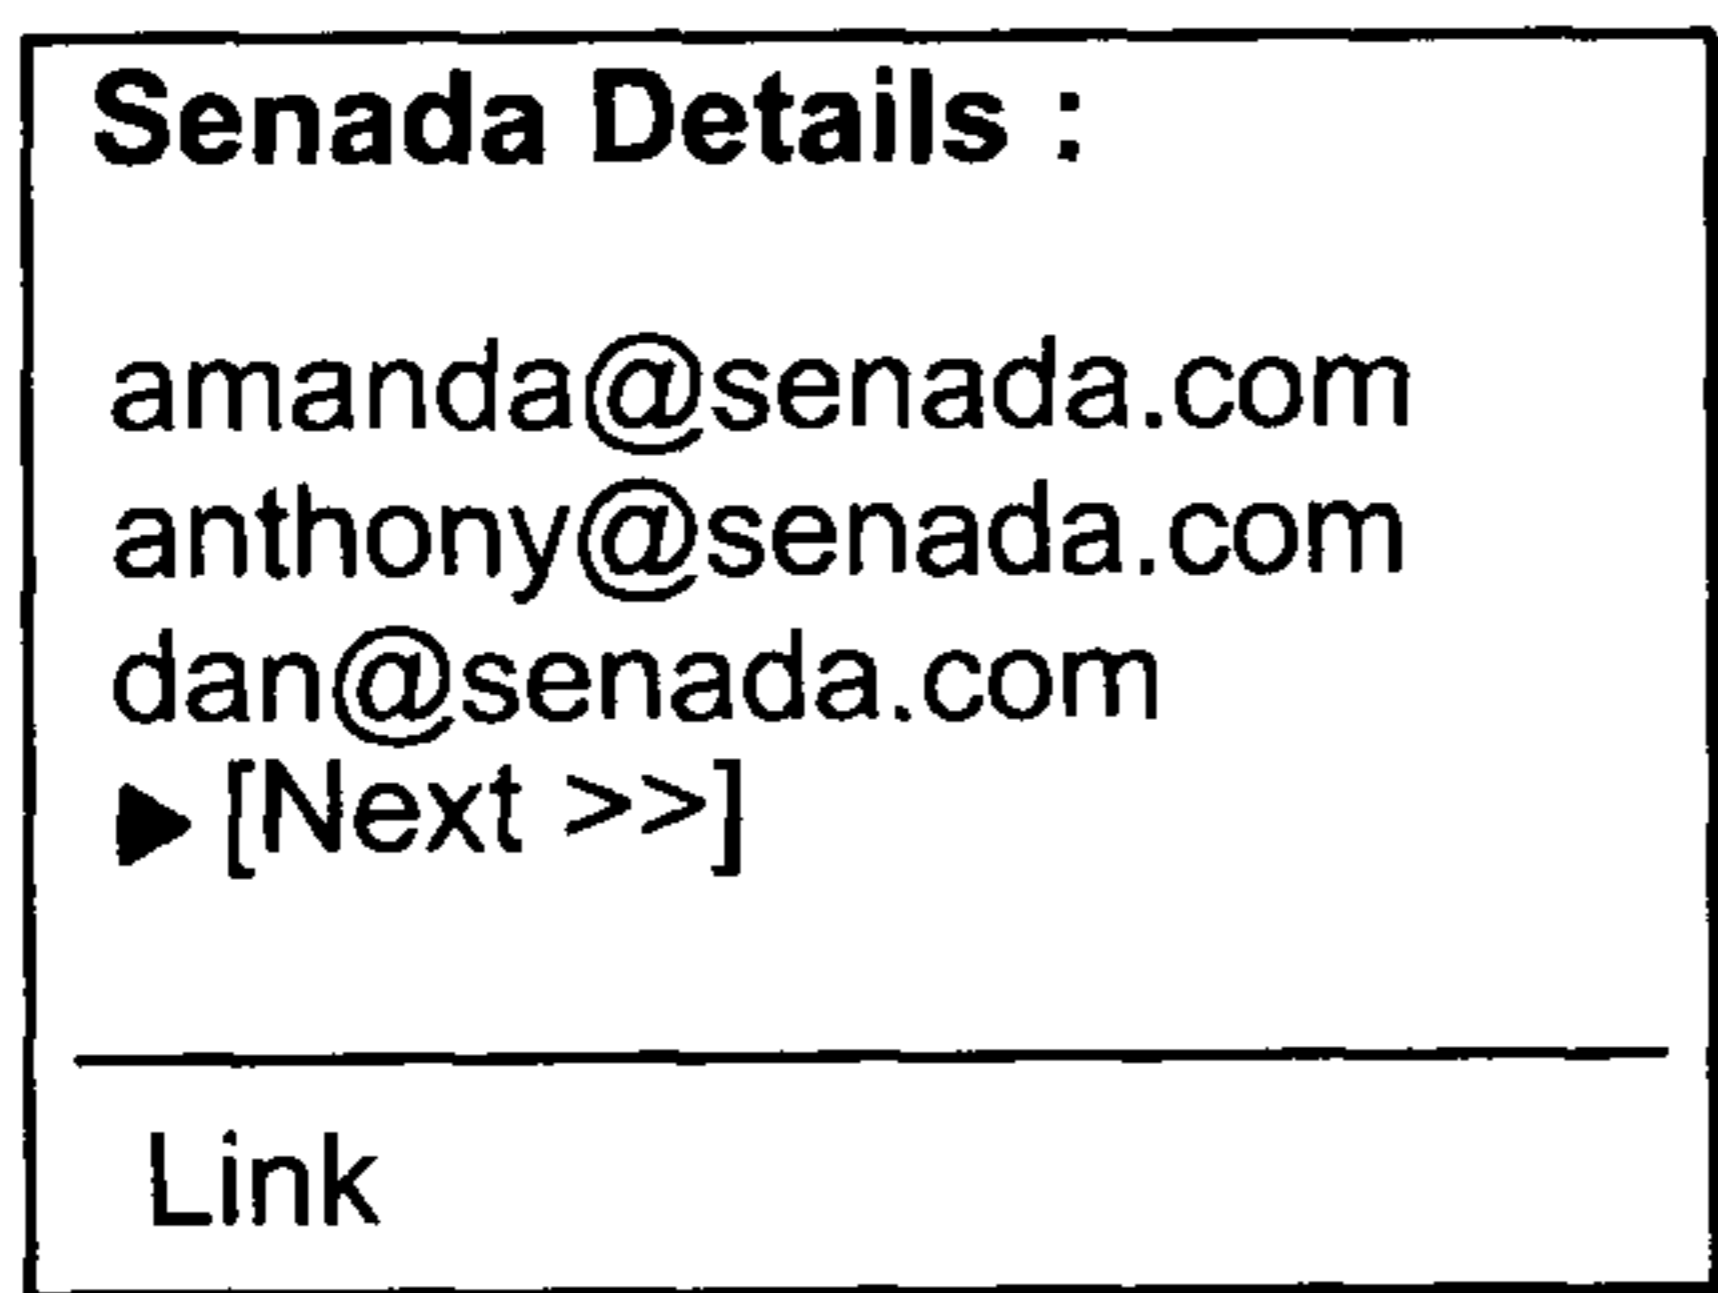 Senada Details :
amanda@senada.com
anthony@senada.com
dan@senada.com
▶ [Next >>]
Link